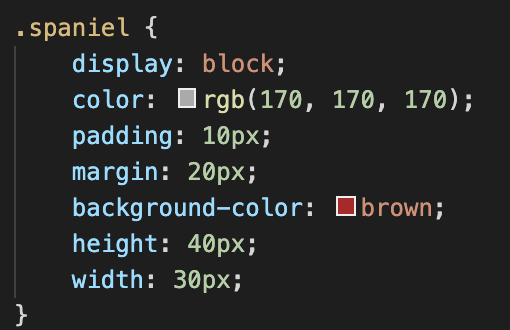 .spaniel {
    display: block;
    color: rgb(170, 170, 170);
    padding: 10px;
    margin: 20px;
    background-color: brown;
    height: 40px;
    width: 30px;
}